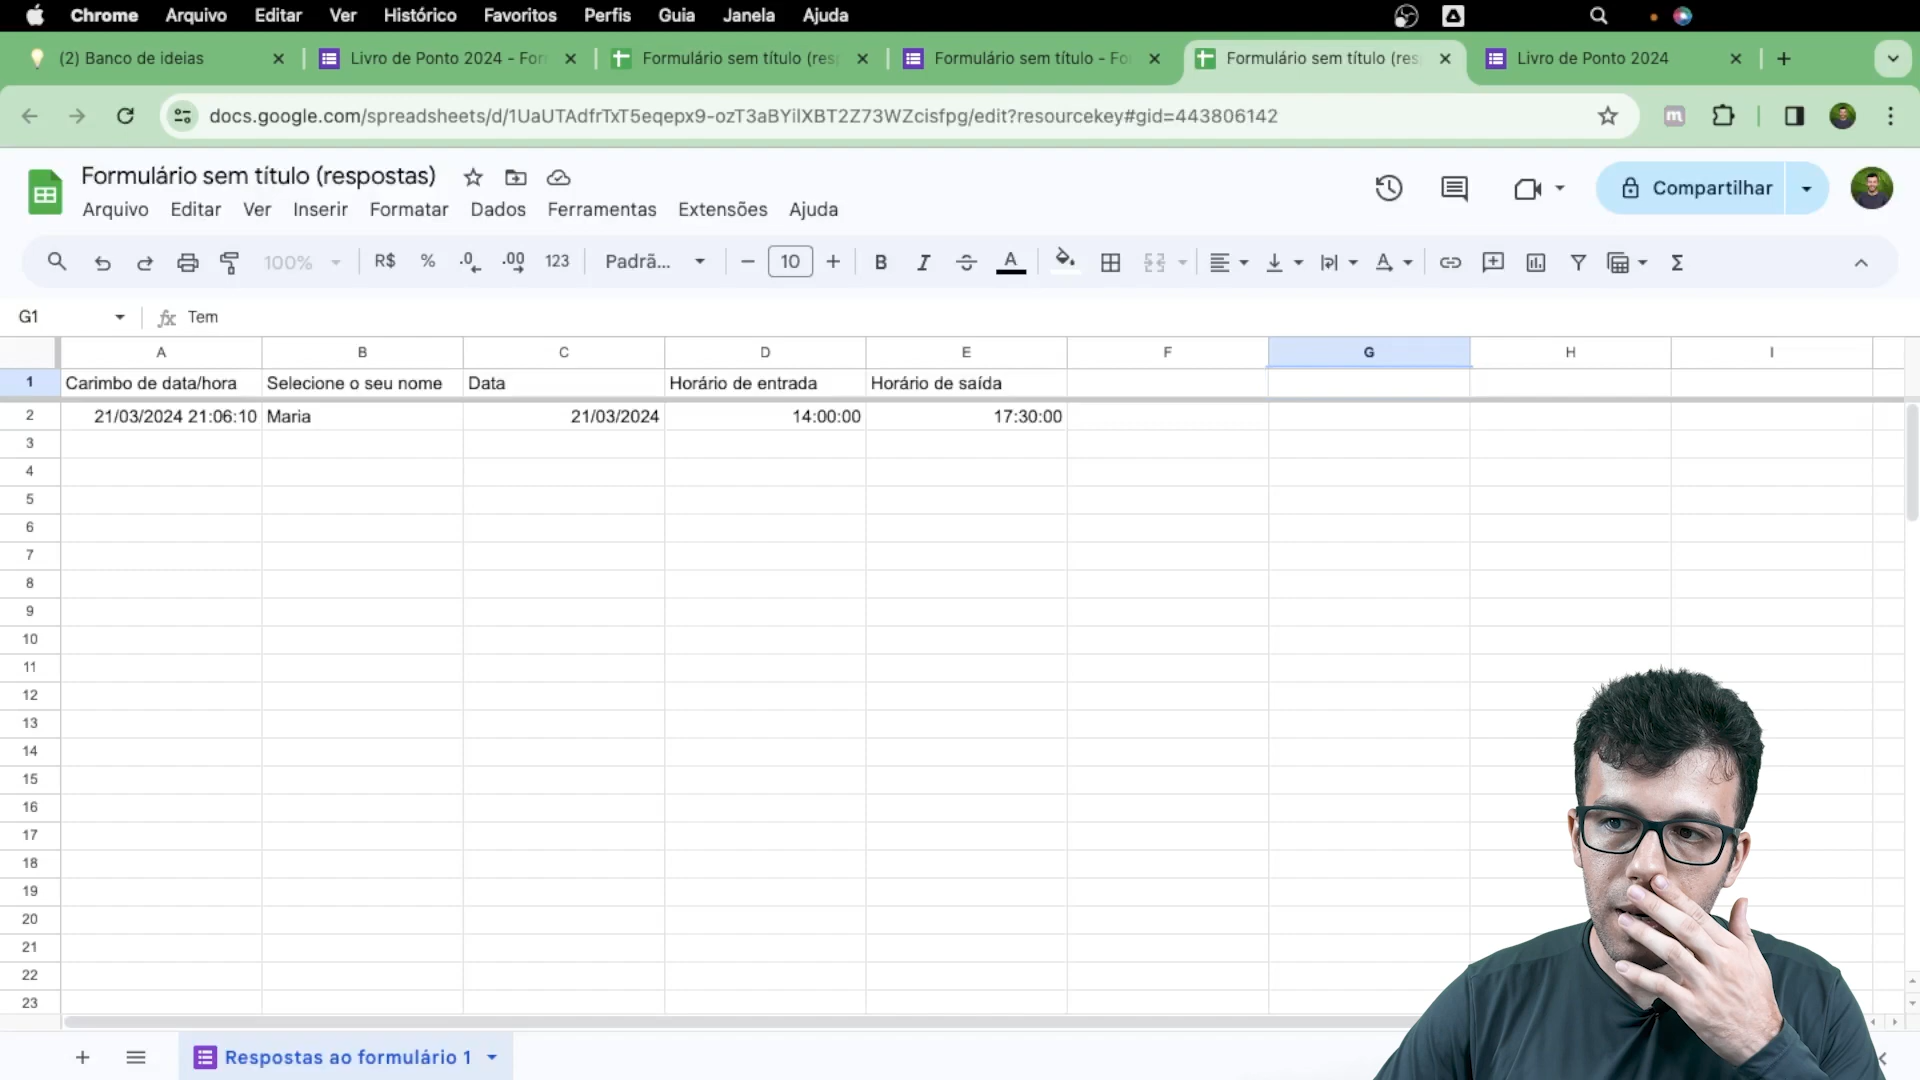 Chrome Arquivo Editar Ver Histórico Favoritos Perfis Guia Janela Ajuda
(2) Banco de ideias
Livro de Ponto 2024 - For
Formulário sem título (res
Formulário sem título - Fo
Formulário sem título (res
Livro de Ponto 2024
docs.google.com/spreadsheets/d/1UaUTAdfrTxT5eqepx9-ozT3aBYilXBT2Z73WZcisfpg/edit?resourcekey#gid=443806142
m
Formulário sem título (respostas)
Compartilhar
Arquivo Editar Ver Inserir Formatar Dados Ferramentas Extensões Ajuda
100% R$ % .0 .00 123 Padrã... 10 B I A A Σ
G1 fx Tem
A B C D E F G H I
1 Carimbo de data/hora Selecione o seu nome Data Horário de entrada Horário de saída
2 21/03/2024 21:06:10 Maria 21/03/2024 14:00:00 17:30:00
3
4
5
6
7
8
9
10
11
12
13
14
15
16
17
18
19
20
21
22
23
Respostas ao formulário 1